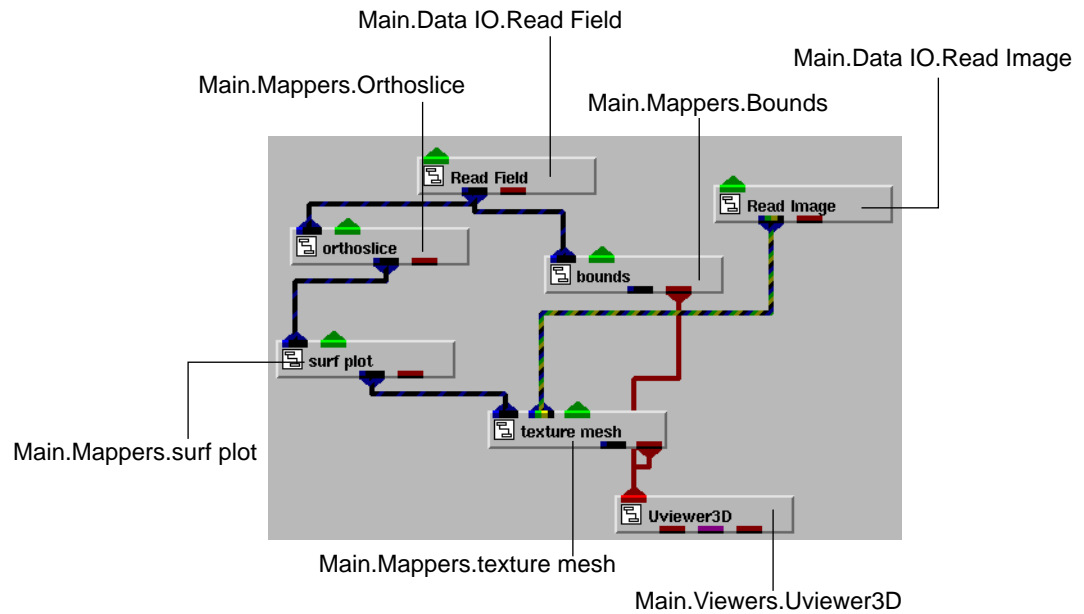 Main.Data IO.Read Field
Main.Data IO.Read Image
Main.Mappers.Orthoslice
Main.Mappers.Bounds
Read Field
Read Image
orthoslice
bounds
surf plot
texture mesh
Main.Mappers.surf plot
Uviewer3D
Main.Mappers.texture mesh
Main.Viewers.Uviewer3D